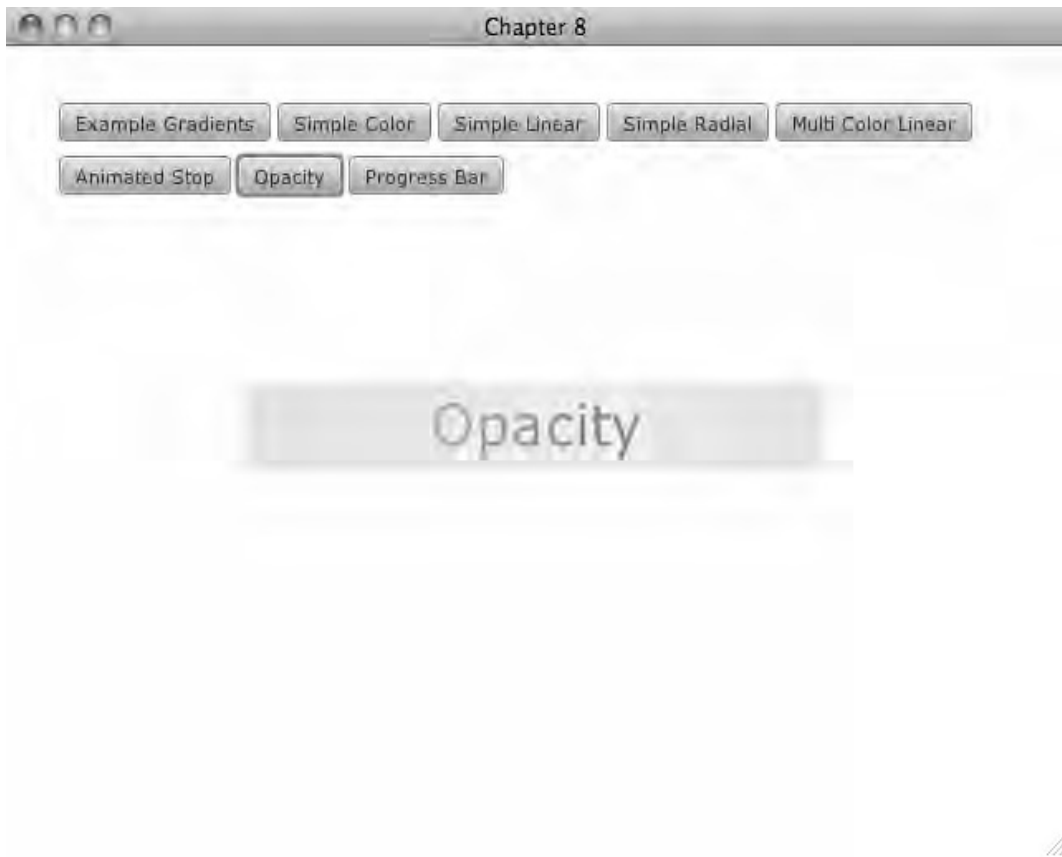 Chapter 8
Example Gradients Simple Color Simple Linear Simple Radial Multi Color Linear
Animated Stop Opacity Progress Bar
Opacity